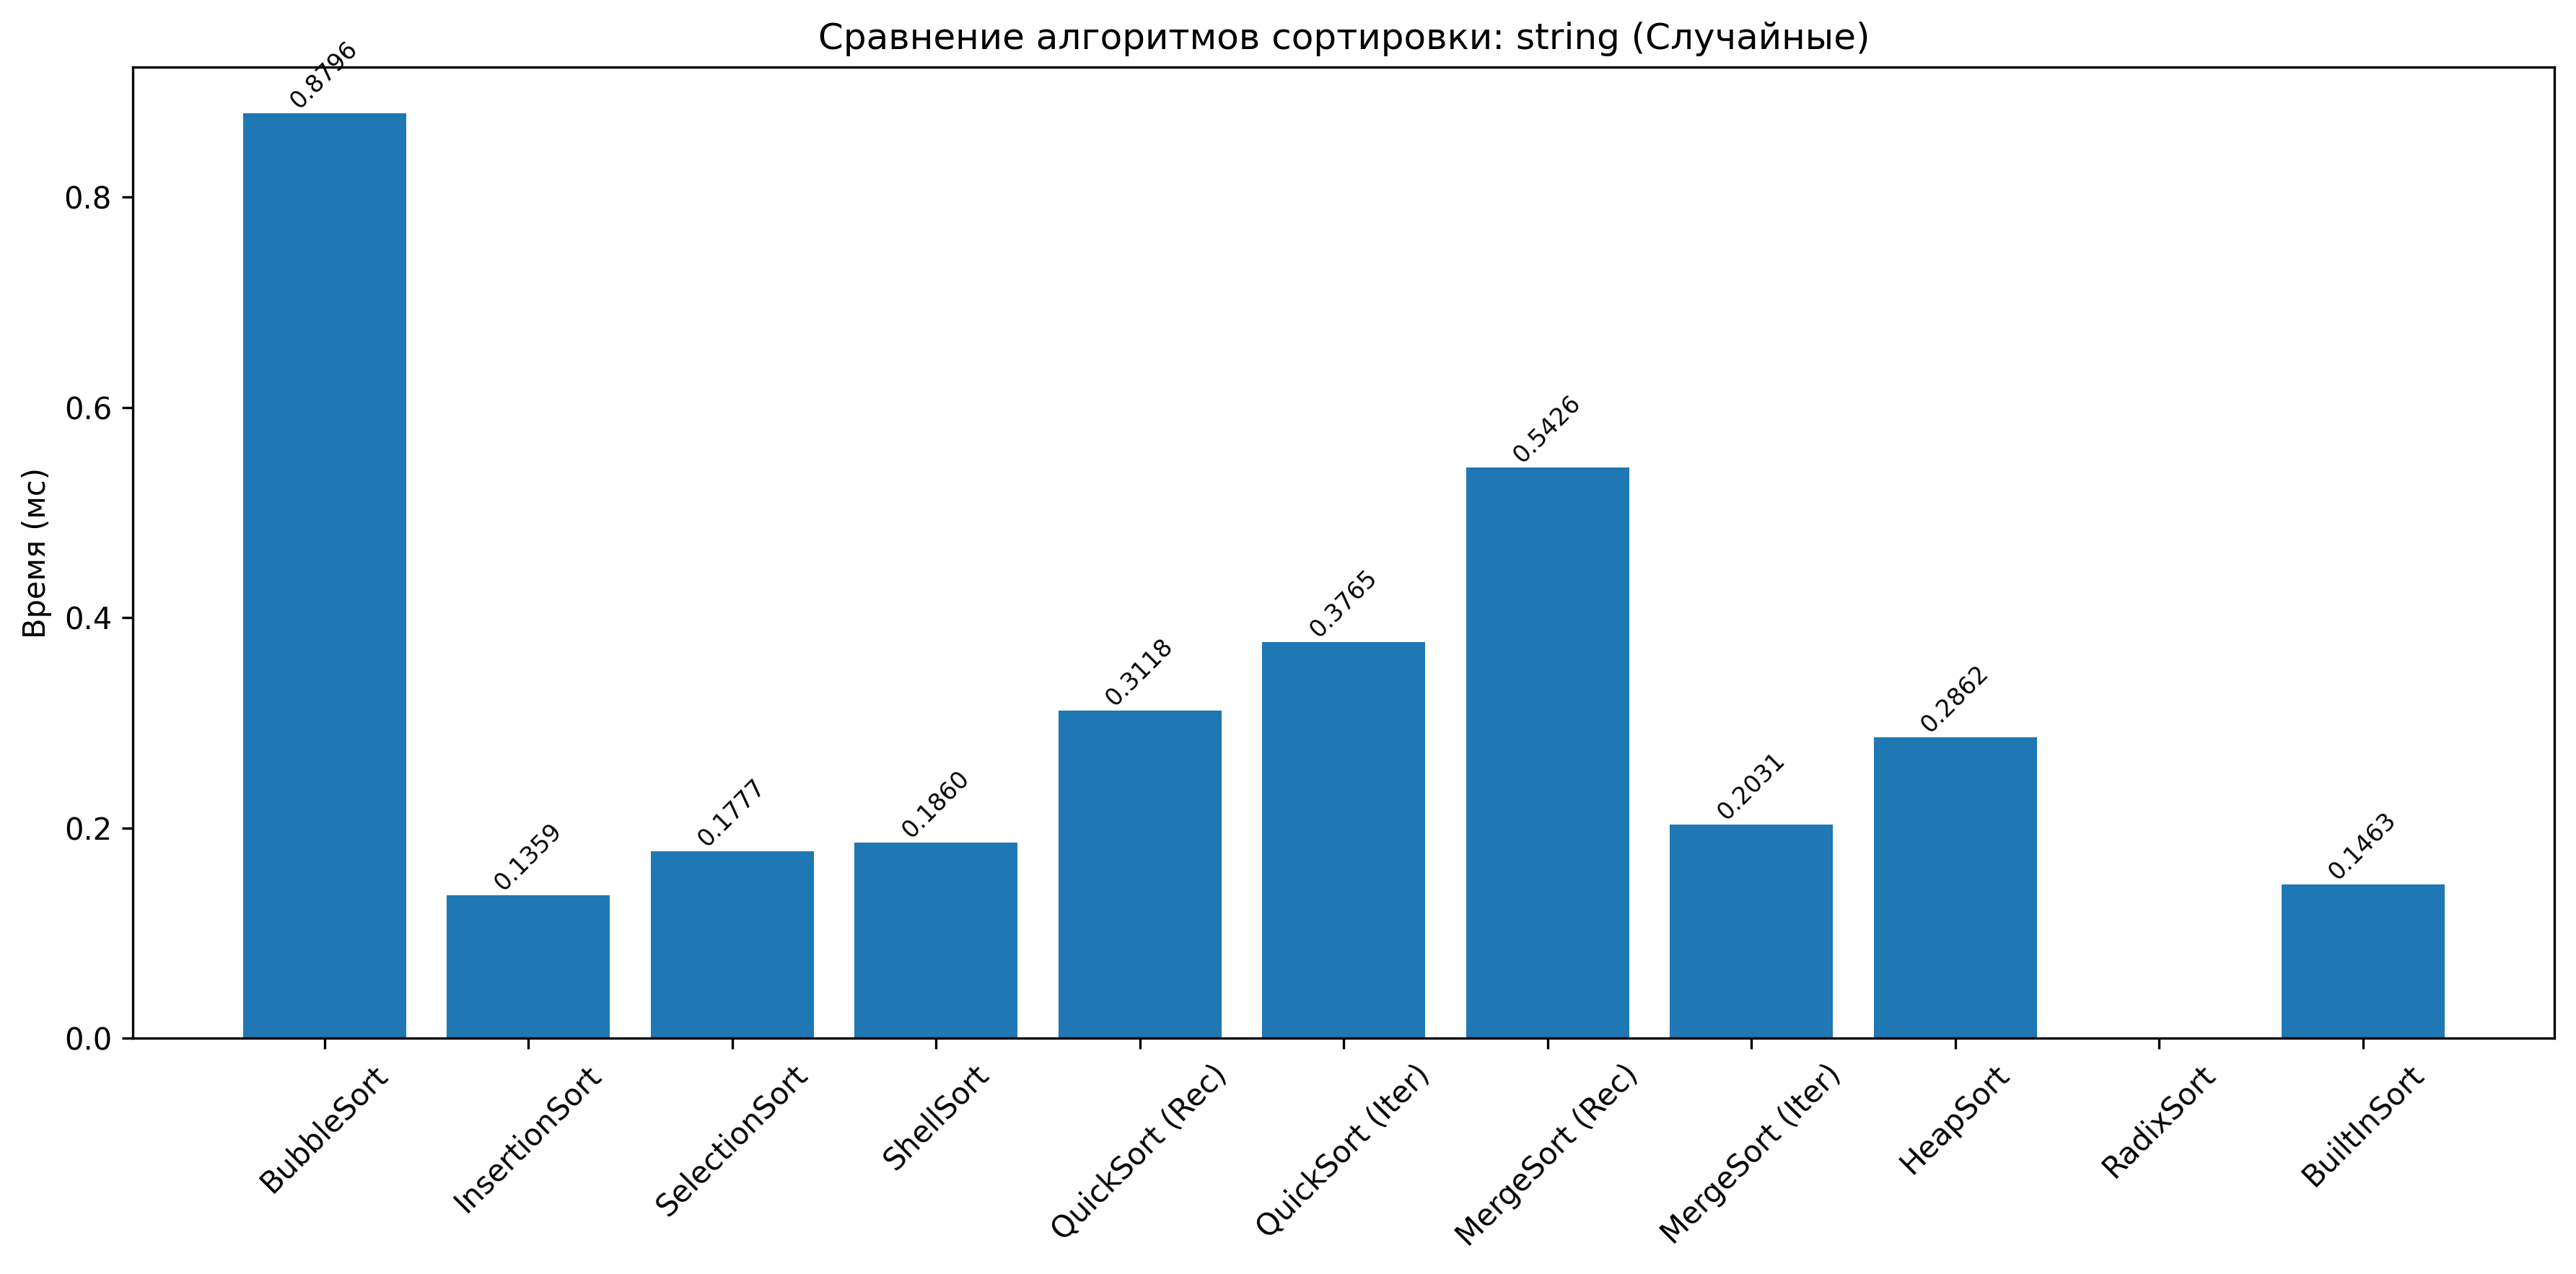 Сравнение алгоритмов сортировки: string (Случайные)
Время (мс)
0.8
0.6
0.4
0.2
0.0
0.8796
0.1359
0.1777
0.1860
0.3118
0.3765
0.5426
0.2031
0.2862
0.1463
BubbleSort
InsertionSort
SelectionSort
ShellSort
QuickSort (Rec)
QuickSort (Iter)
MergeSort (Rec)
MergeSort (Iter)
HeapSort
RadixSort
BuiltInSort